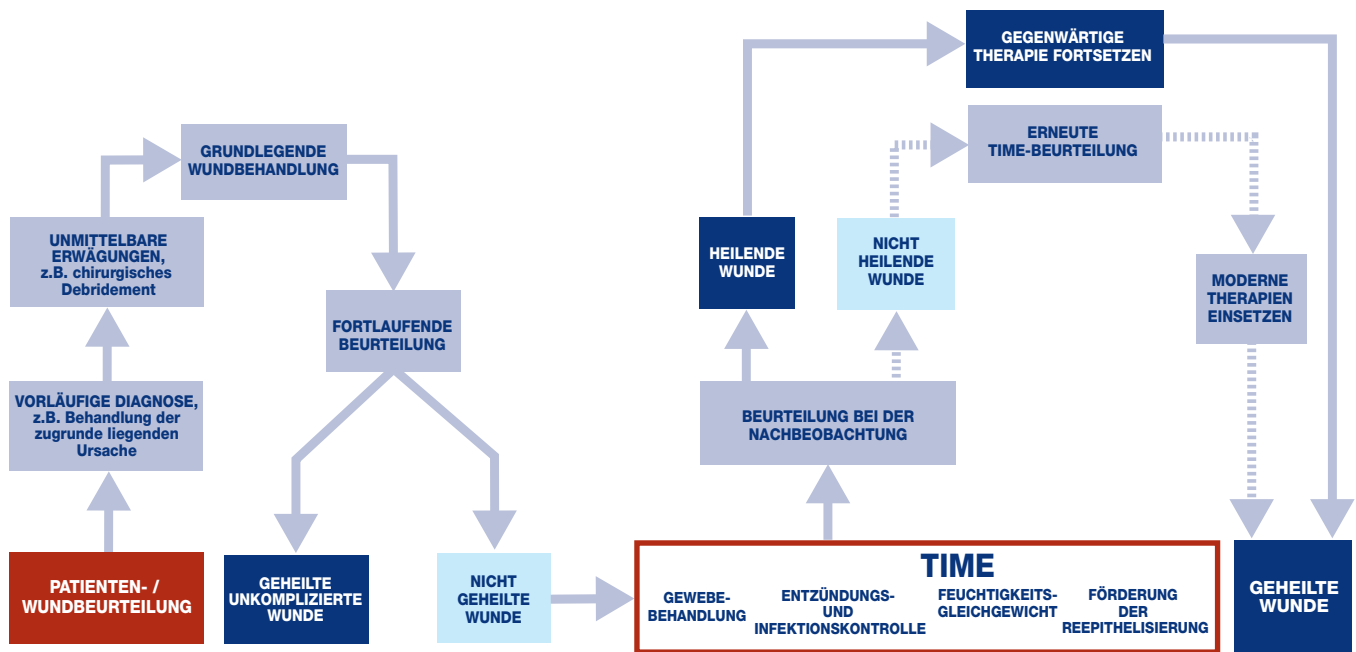 PATIENTEN- /
WUNDBEURTEILUNG
VORLÄUFIGE DIAGNOSE,
z.B. Behandlung der
zugrunde liegenden
Ursache
UNMITTELBARE
ERWÄGUNGEN,
z.B. chirurgisches
Debridement
GRUNDLEGENDE
WUNDBEHANDLUNG
FORTLAUFENDE
BEURTEILUNG
GEHEILTE
UNKOMPLIZIERTE
WUNDE
NICHT
GEHEILTE
WUNDE
TIME
GEWEBE-
BEHANDLUNG
ENTZÜNDUNGS-
UND
INFEKTIONSKONTROLLE
FEUCHTIGKEITS-
GLEICHGEWICHT
FÖRDERUNG
DER
REEPITHELISIERUNG
BEURTEILUNG BEI DER
NACHBEOBACHTUNG
HEILENDE
WUNDE
NICHT
HEILENDE
WUNDE
GEGENWÄRTIGE
THERAPIE FORTSETZEN
ERNEUTE
TIME-BEURTEILUNG
MODERNE
THERAPIEN
EINSETZEN
GEHEILTE
WUNDE